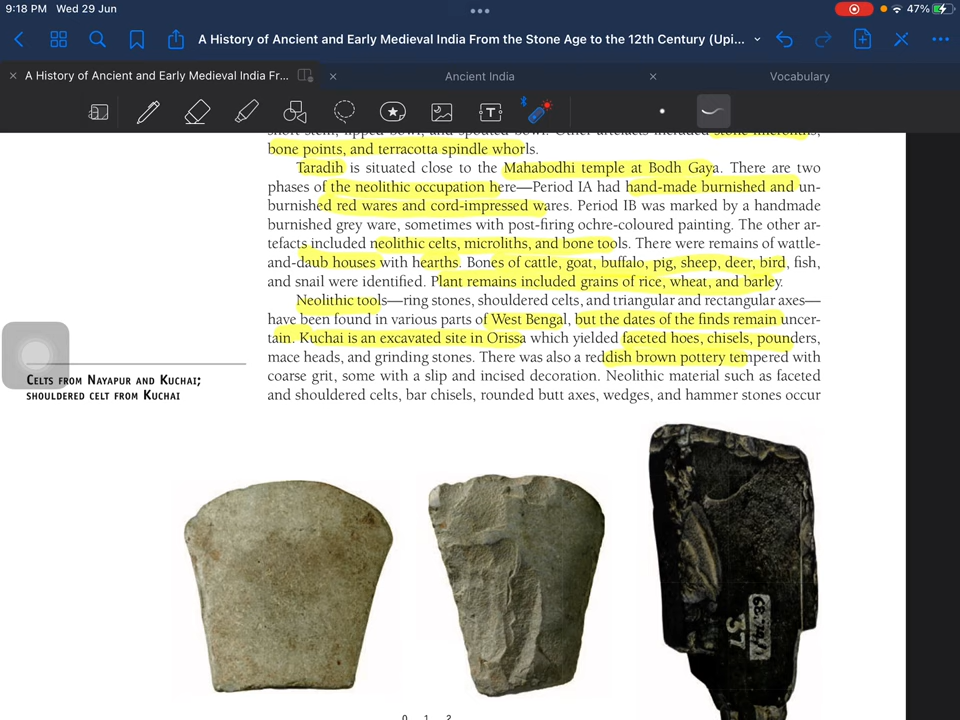 9:18 PM Wed 29 Jun
47%
A History of Ancient and Early Medieval India From the Stone Age to the 12th Century (Upi...
A History of Ancient and Early Medieval India Fr...
Ancient India
Vocabulary
short stem, lipped bowl, and spouted bowl. Other artefacts included stone microliths,
bone points, and terracotta spindle whorls.
Taradih is situated close to the Mahabodhi temple at Bodh Gaya. There are two
phases of the neolithic occupation here—Period IA had hand-made burnished and un-
burnished red wares and cord-impressed wares. Period IB was marked by a handmade
burnished grey ware, sometimes with post-firing ochre-coloured painting. The other ar-
tefacts included neolithic celts, microliths, and bone tools. There were remains of wattle-
and-daub houses with hearths. Bones of cattle, goat, buffalo, pig, sheep, deer, bird, fish,
and snail were identified. Plant remains included grains of rice, wheat, and barley.
Neolithic tools—ring stones, shouldered celts, and triangular and rectangular axes—
have been found in various parts of West Bengal, but the dates of the finds remain uncer-
tain. Kuchai is an excavated site in Orissa which yielded faceted hoes, chisels, pounders,
mace heads, and grinding stones. There was also a reddish brown pottery tempered with
coarse grit, some with a slip and incised decoration. Neolithic material such as faceted
and shouldered celts, bar chisels, rounded butt axes, wedges, and hammer stones occur
CELTS FROM NAYAPUR AND KUCHAI;
SHOULDERED CELT FROM KUCHAI
37
0 1 2